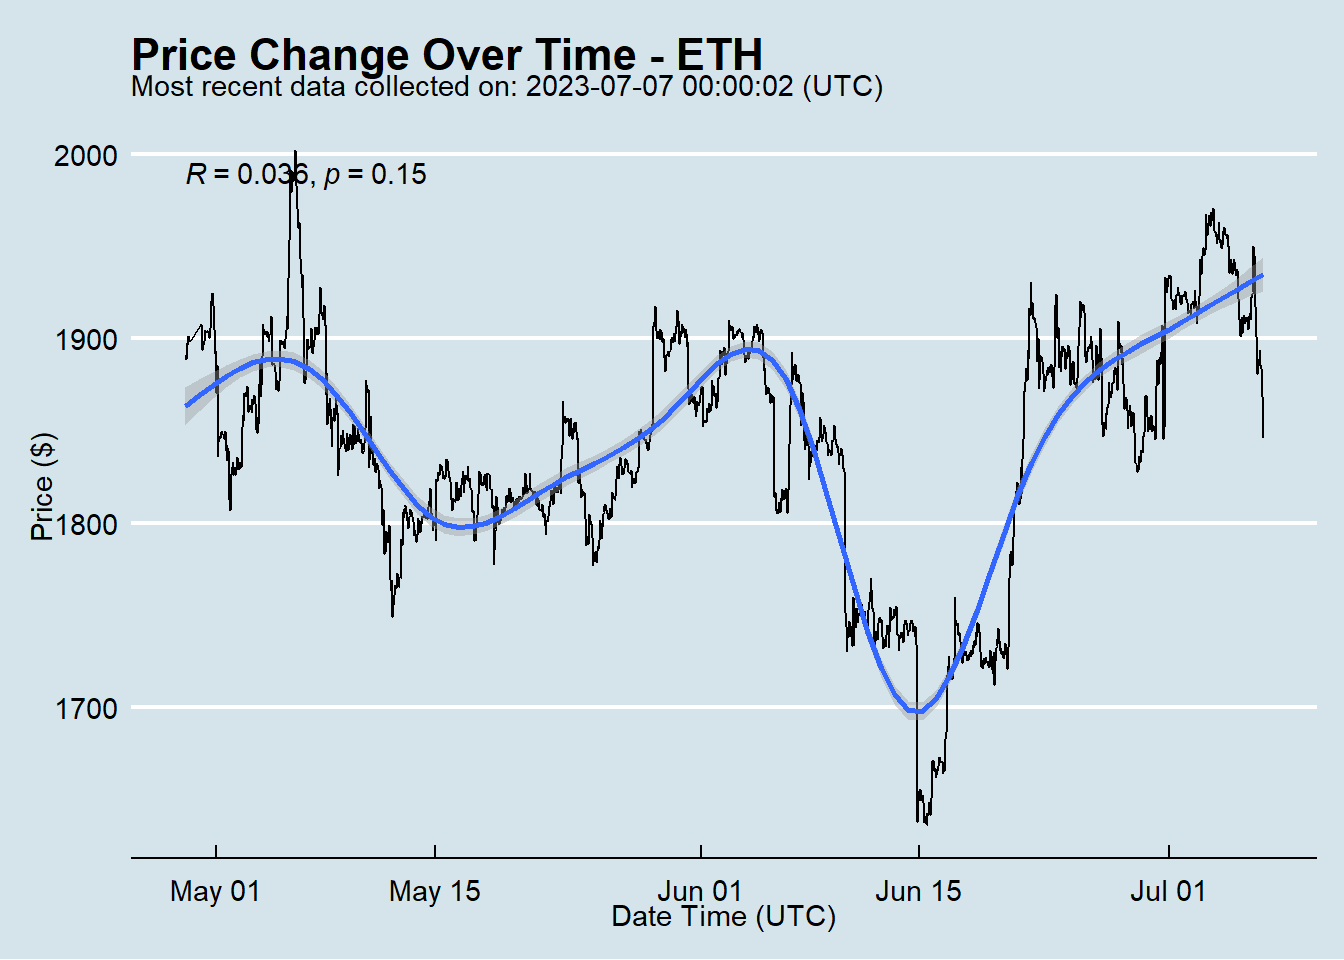 Price Change Over Time - ETH
Most recent data collected on: 2023-07-07 00:00:02 (UTC)
R = 0.036, p = 0.15
Price ($)
2000
1900
1800
1700
May 01 May 15 Jun 01 Jun 15 Jul 01
Date Time (UTC)